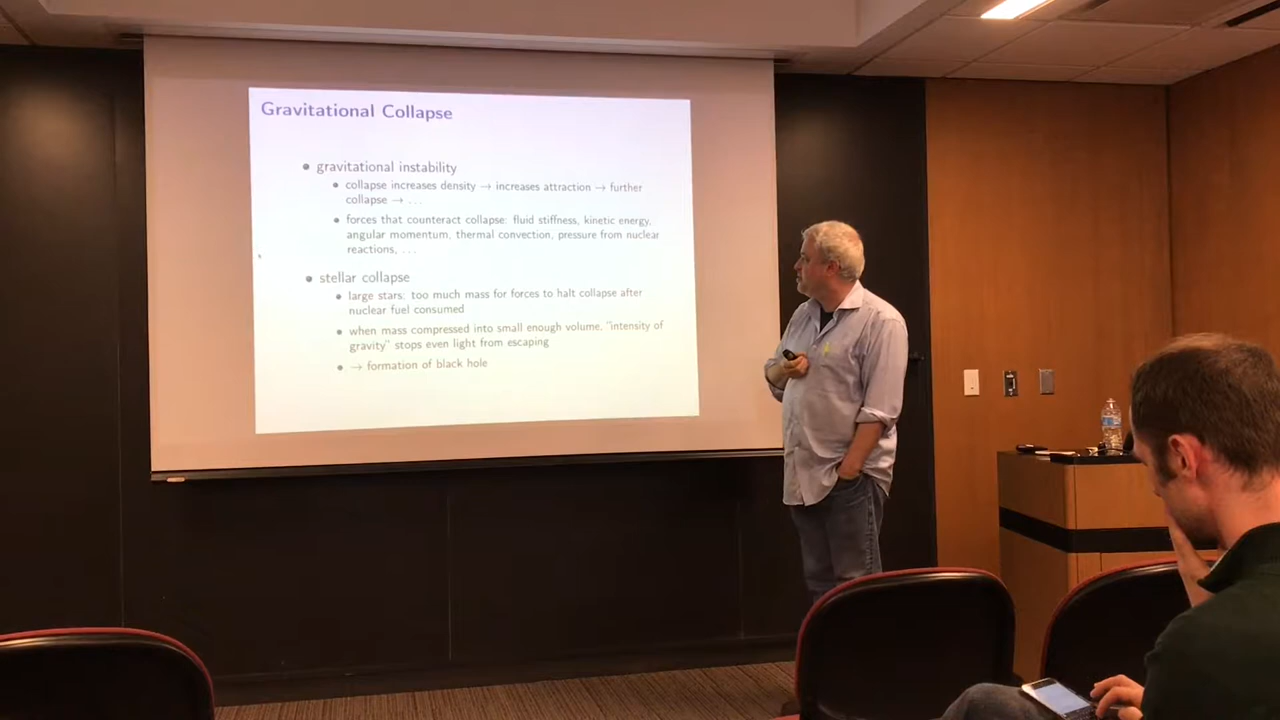 Gravitational Collapse
gravitational instability
collapse increases density → increases attraction → further
collapse → ...
forces that counteract collapse: fluid stiffness, kinetic energy,
angular momentum, thermal convection, pressure from nuclear
reactions, ...
stellar collapse
large stars: too much mass for forces to halt collapse after
nuclear fuel consumed
when mass compressed into small enough volume, "intensity of
gravity" stops even light from escaping
→ formation of black hole